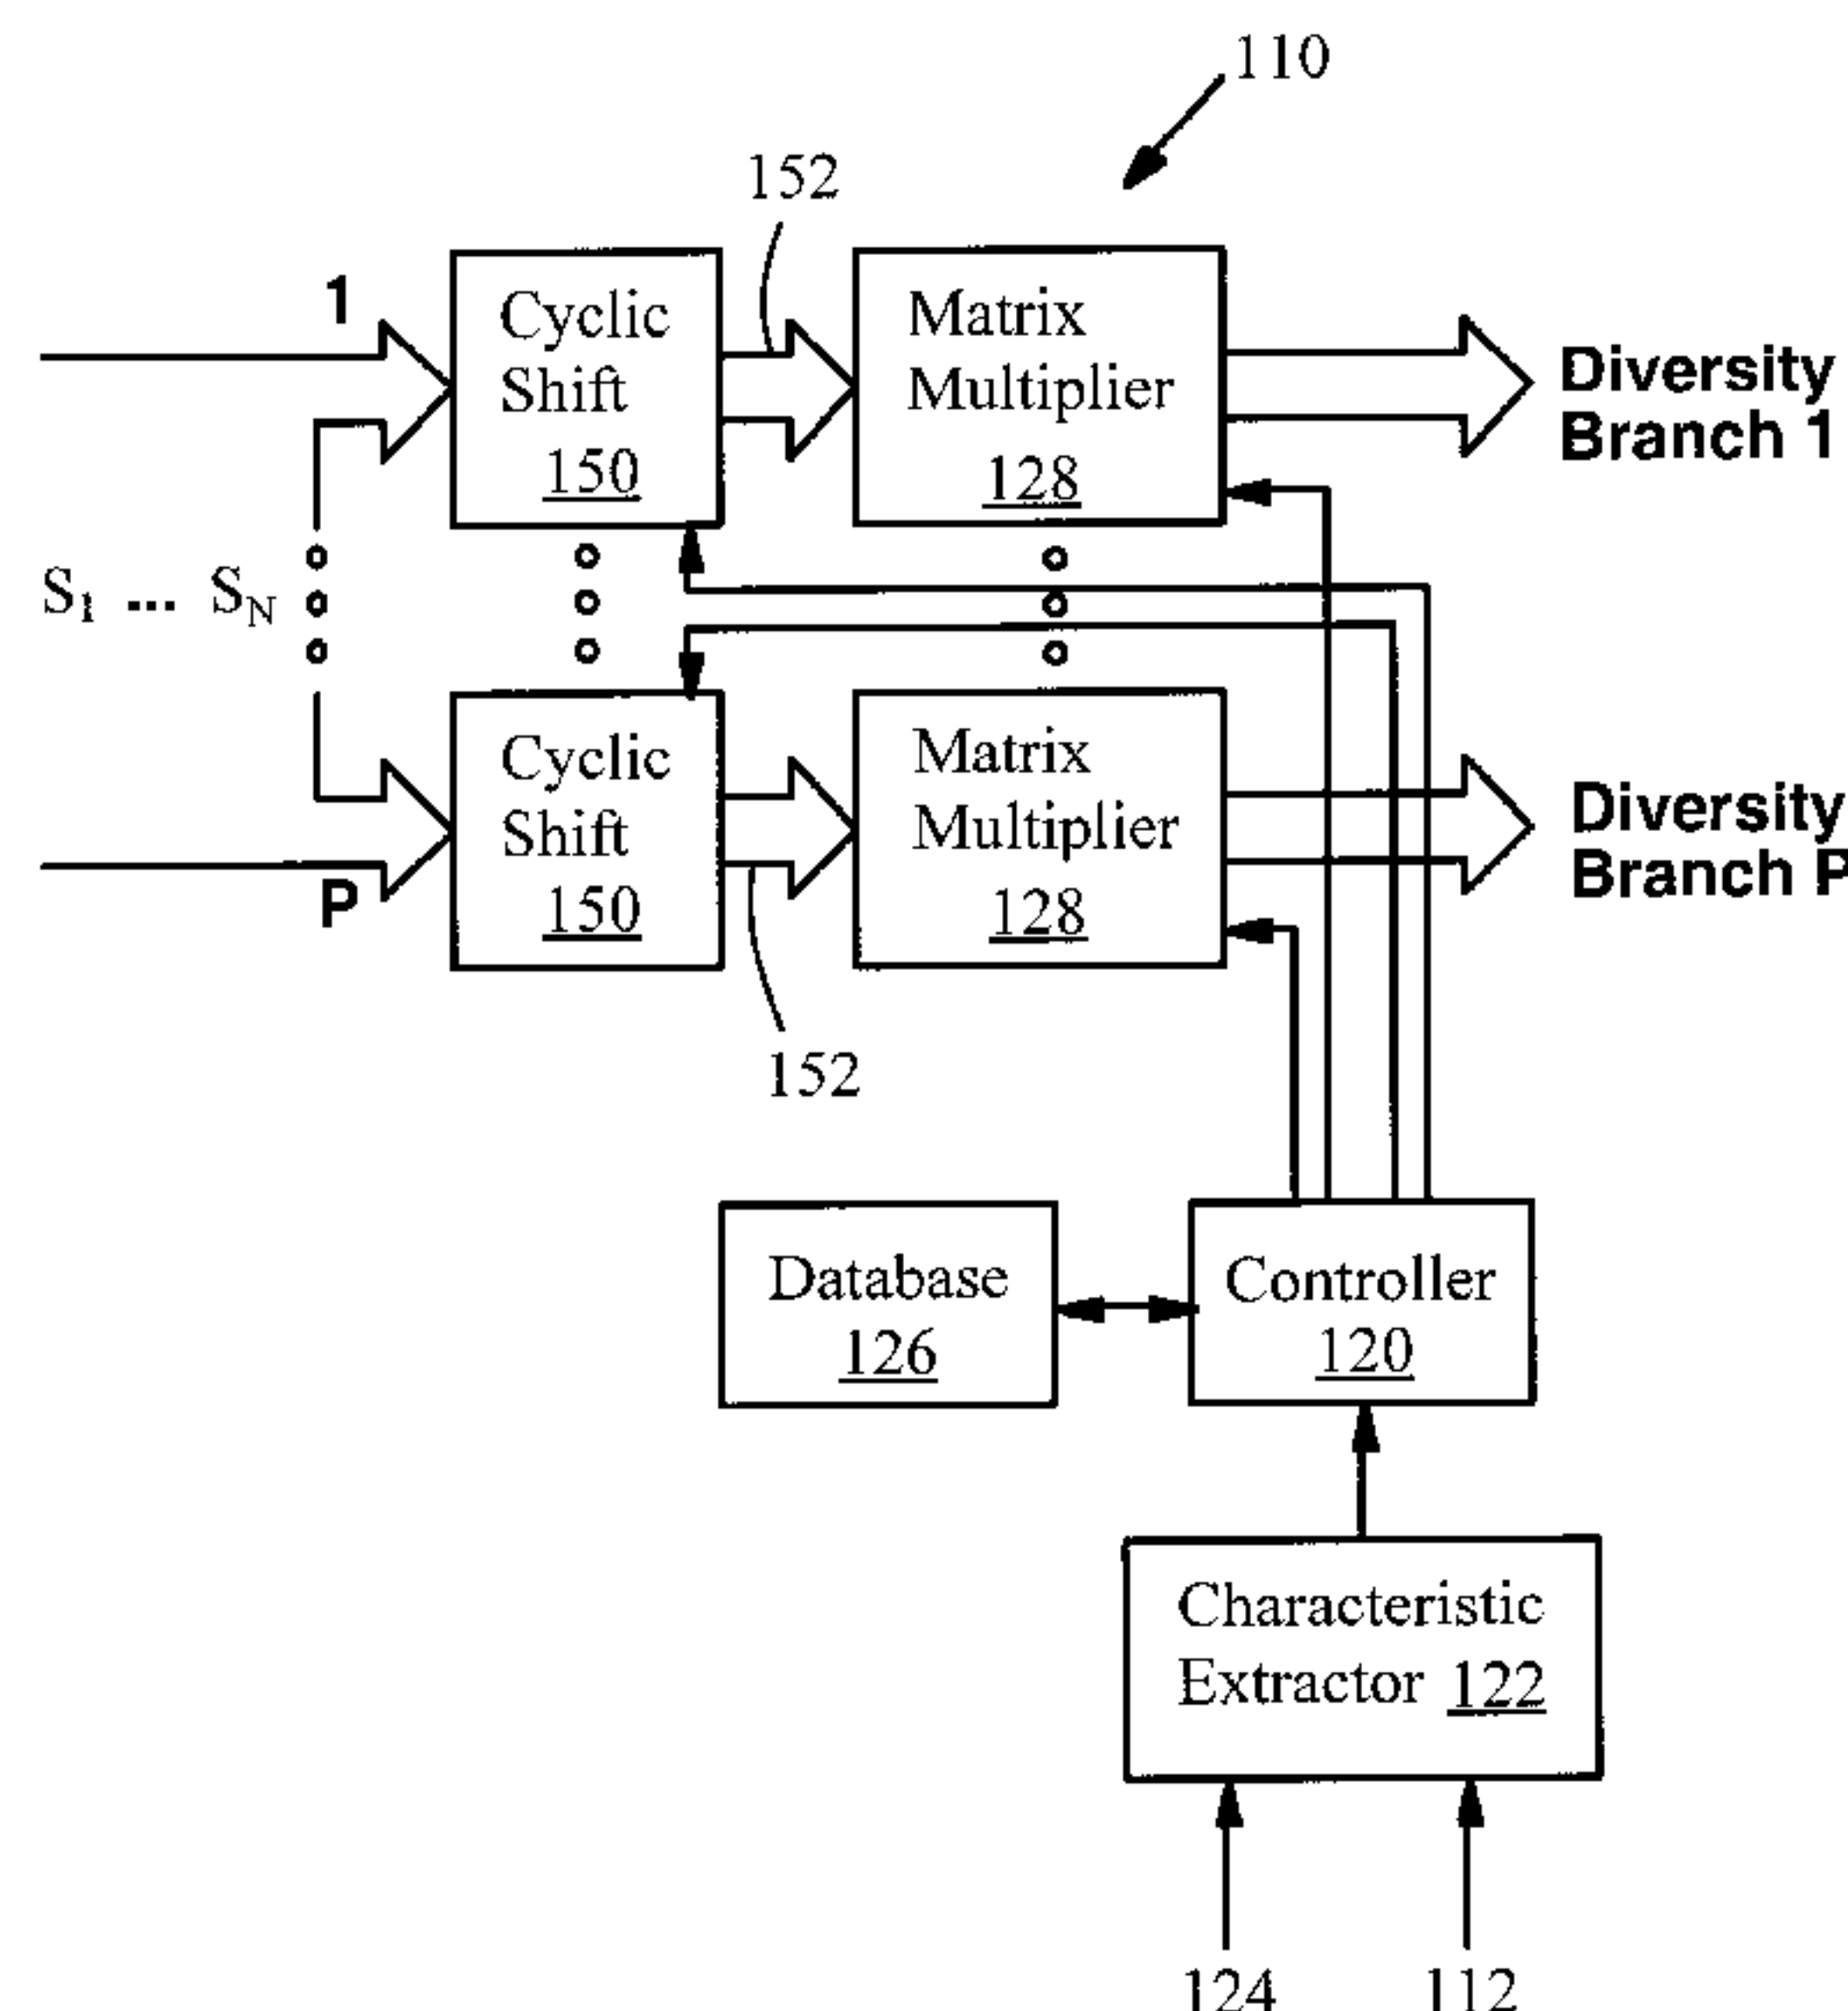 110
152
1
Cyclic
Shift
150
Matrix
Multiplier
128
Diversity
Branch 1
S1 ... SN
Cyclic
Shift
150
Matrix
Multiplier
128
Diversity
Branch P
P
152
Database
126
Controller
120
Characteristic
Extractor 122
124
112